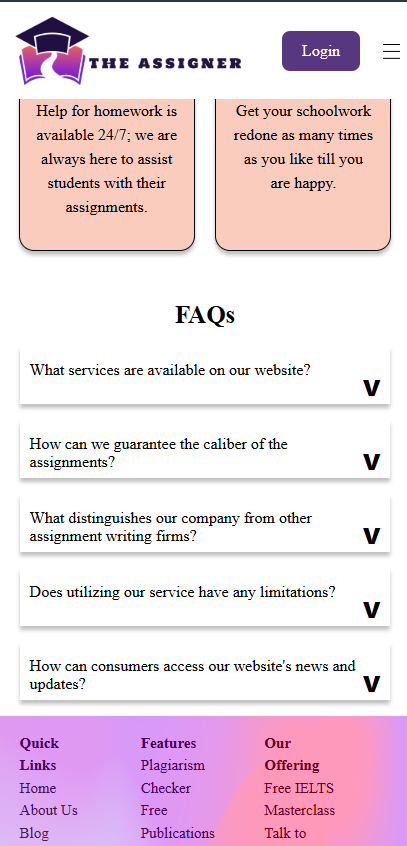 THE ASSIGNER
Login
Help for homework is
available 24/7; we are
always here to assist
students with their
assignments.
Get your schoolwork
redone as many times
as you like till you
are happy.
FAQs
What services are available on our website?
V
How can we guarantee the caliber of the
assignments?
V
What distinguishes our company from other
assignment writing firms?
V
Does utilizing our service have any limitations?
V
How can consumers access our website's news and
updates?
V
Quick
Links
Home
About Us
Blog
Features
Plagiarism
Checker
Free
Publications
Our
Offering
Free IELTS
Masterclass
Talk to